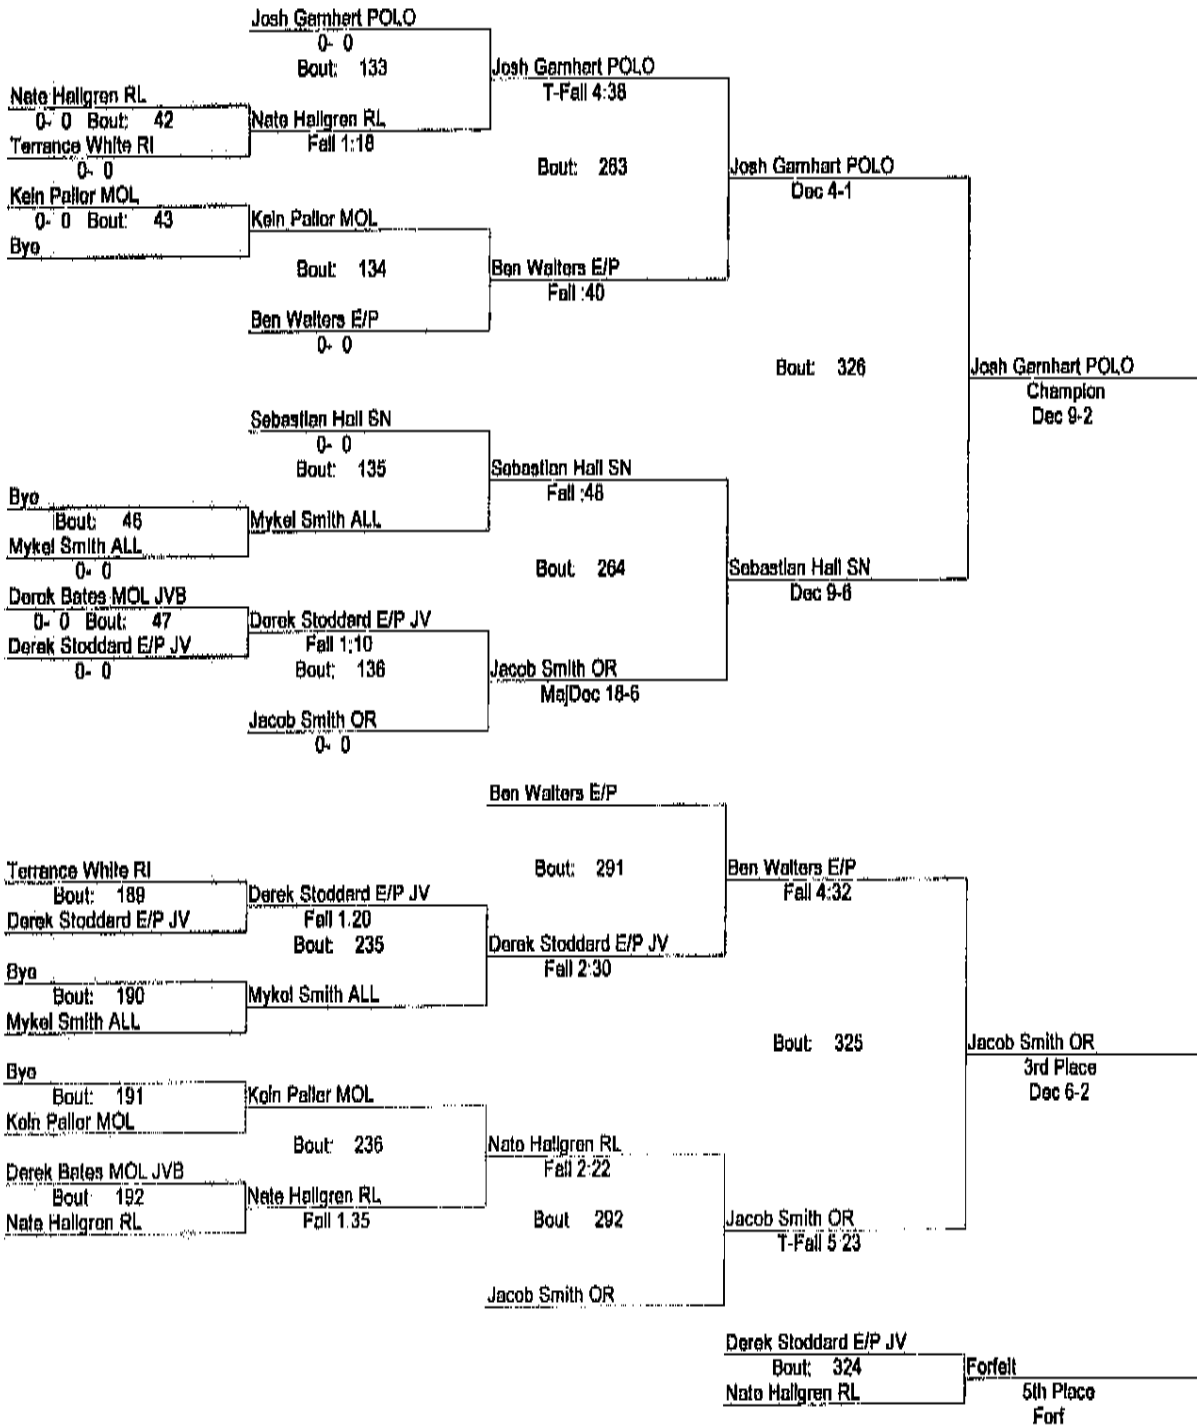 Josh Garnhart POLO
0- 0
Bout: 133
Josh Garnhart POLO
T-Fall 4:38
Nate Hallgren RL
0- 0 Bout: 42
Nate Hallgren RL
Fall 1:18
Terrance White RI
0- 0
Bout: 263
Josh Garnhart POLO
Dec 4-1
Kein Pallor MOL
0- 0 Bout: 43
Kein Pallor MOL
Bye
Bout: 134
Ben Walters E/P
Fall :40
Ben Walters E/P
0- 0
Bout: 326
Josh Garnhart POLO
Champion
Dec 9-2
Sebastian Hall SN
0- 0
Bout: 135
Sebastian Hall SN
Fall :48
Bye
Bout: 46
Mykel Smith ALL
Mykel Smith ALL
0- 0
Bout: 264
Sebastian Hall SN
Dec 9-6
Derek Bates MOL JVB
0- 0 Bout: 47
Derek Stoddard E/P JV
Fall 1:10
Derek Stoddard E/P JV
0- 0
Bout: 136
Jacob Smith OR
MajDec 18-6
Jacob Smith OR
0- 0
Ben Walters E/P
Bout: 291
Ben Walters E/P
Fall 4:32
Terrance White RI
Bout: 189
Derek Stoddard E/P JV
Fall 1:20
Derek Stoddard E/P JV
Bout: 235
Derek Stoddard E/P JV
Fall 2:30
Bye
Bout: 190
Mykel Smith ALL
Mykel Smith ALL
Bout: 325
Jacob Smith OR
3rd Place
Dec 6-2
Bye
Bout: 191
Kein Pallor MOL
Kein Pallor MOL
Bout: 236
Nate Hallgren RL
Fall 2:22
Derek Bates MOL JVB
Bout: 192
Nate Hallgren RL
Fall 1:35
Nate Hallgren RL
Bout: 292
Jacob Smith OR
T-Fall 5:23
Jacob Smith OR
Derek Stoddard E/P JV
Bout: 324
Forfeit
Nate Hallgren RL
5th Place
Forf